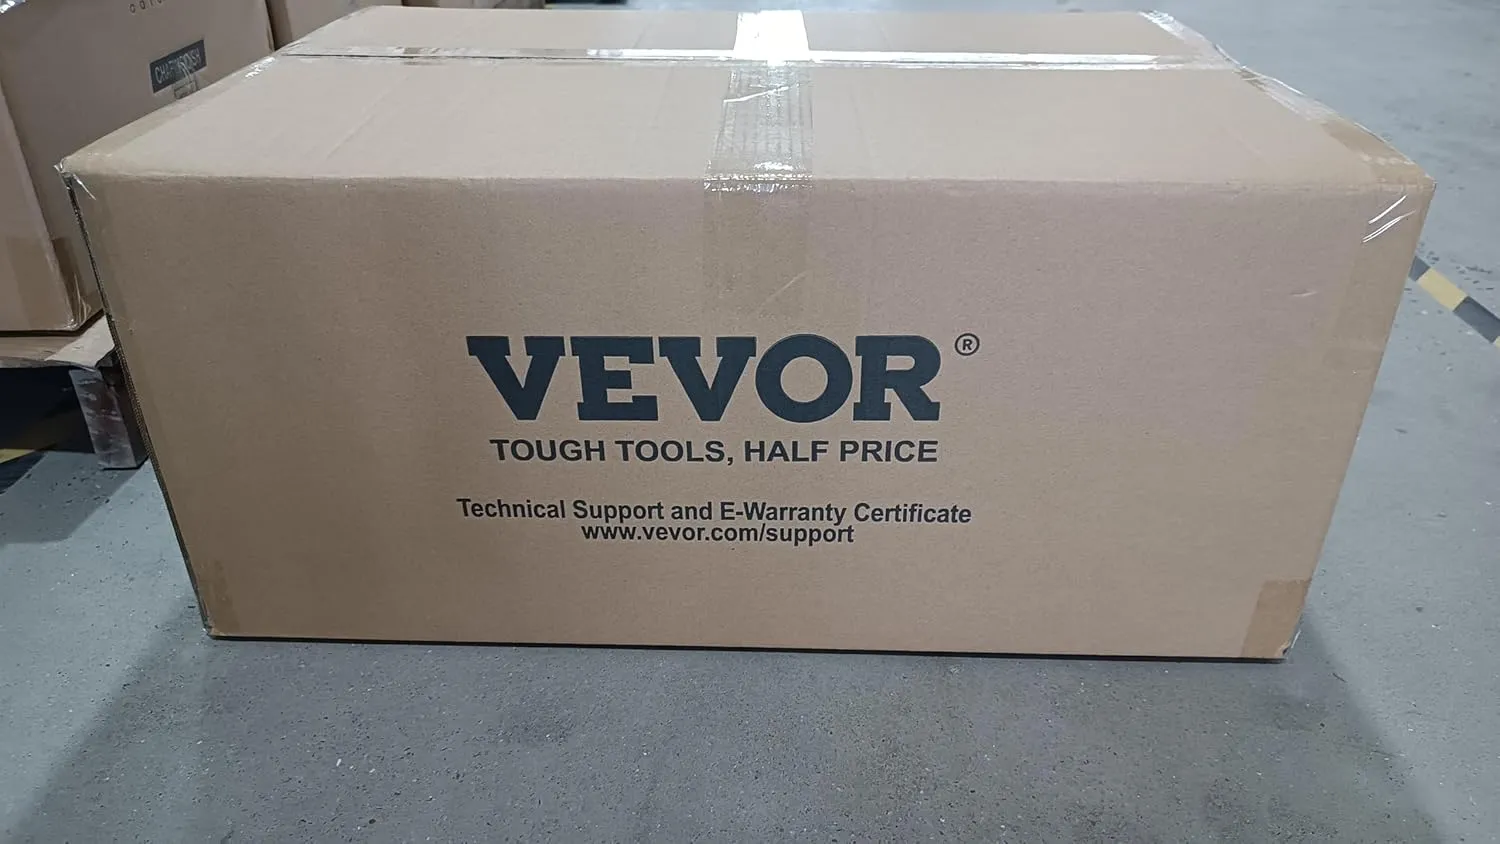 VEVOR®
TOUGH TOOLS, HALF PRICE
Technical Support and E-Warranty Certificate
www.vevor.com/support